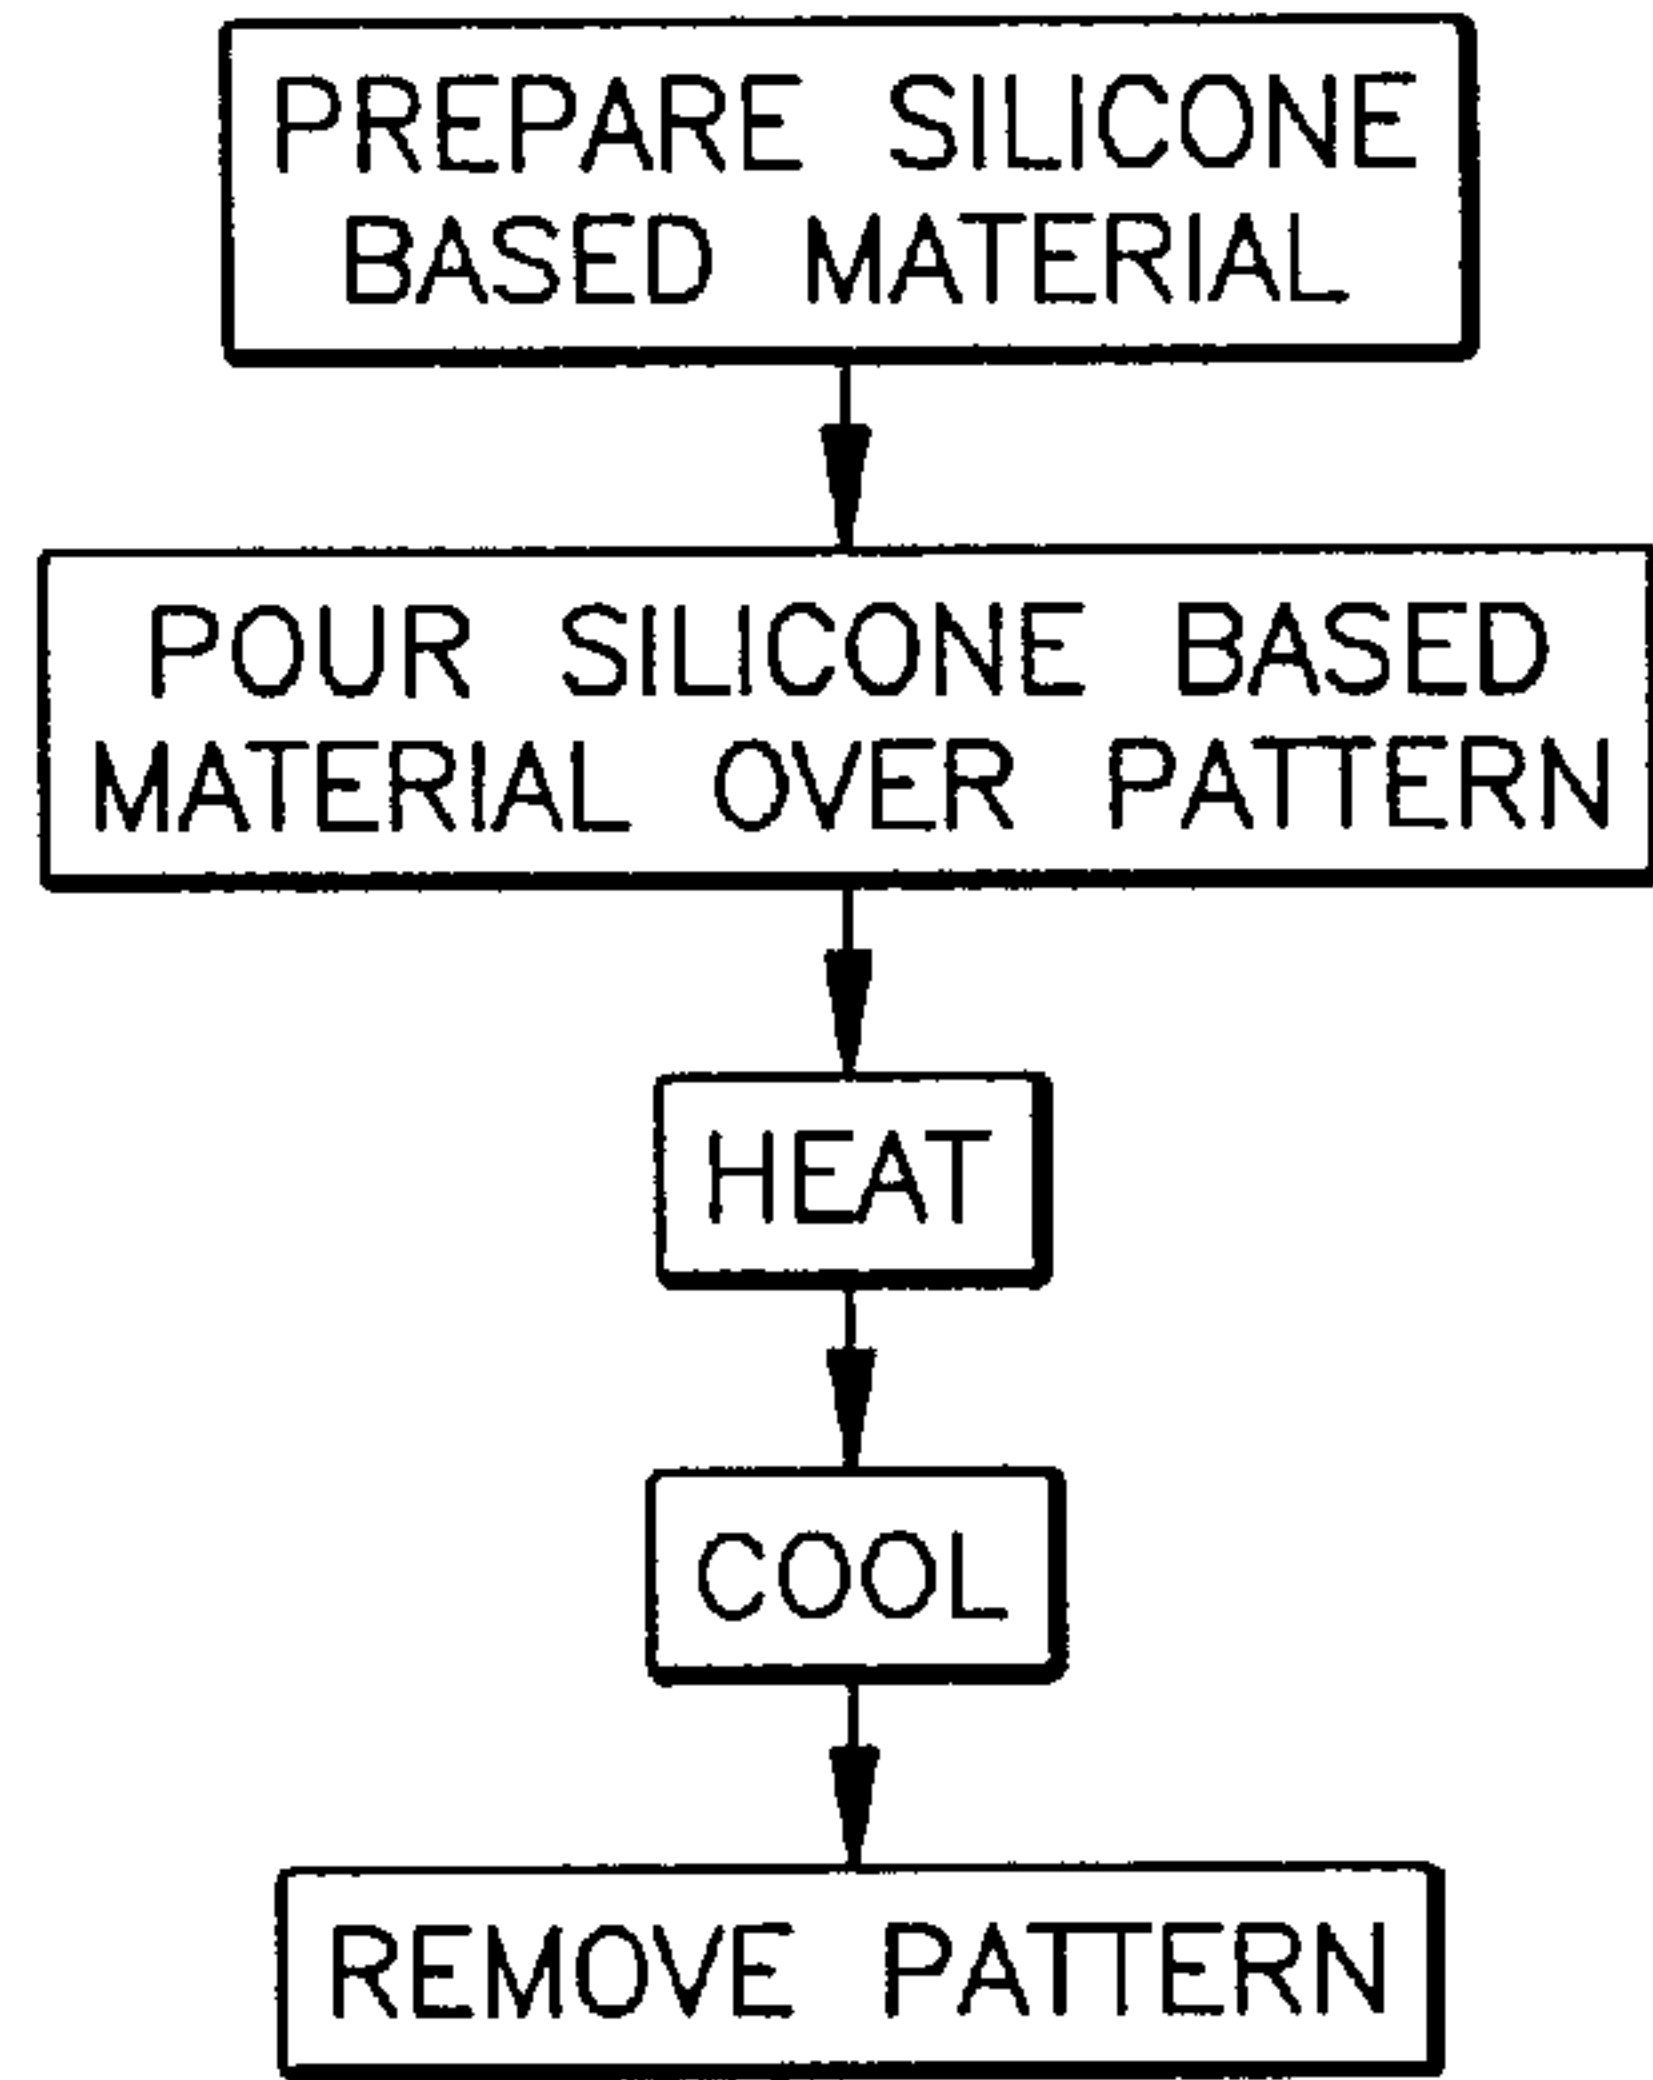 PREPARE SILICONE
BASED MATERIAL
POUR SILICONE BASED
MATERIAL OVER PATTERN
HEAT
COOL
REMOVE PATTERN